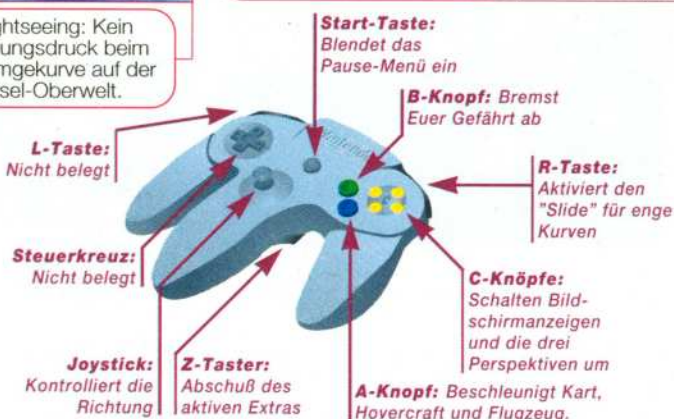 ghtseeing: Kein
ungsdruck beim
mgekurve auf der
sel-Oberwelt.
Start-Taste:
Blendet das
Pause-Menü ein
B-Knopf: Bremst
Euer Gefährt ab
L-Taste:
Nicht belegt
Nintendo
R-Taste:
Aktiviert den
"Slide" für enge
Kurven
Steuerkreuz:
Nicht belegt
C-Knöpfe:
Schalten Bild-
schirmanzeigen
und die drei
Perspektiven um
Joystick:
Kontrolliert die
Richtung
Z-Taster:
Abschuß des
aktiven Extras
A-Knopf: Beschleunigt Kart,
Hovercraft und Flugzeug.